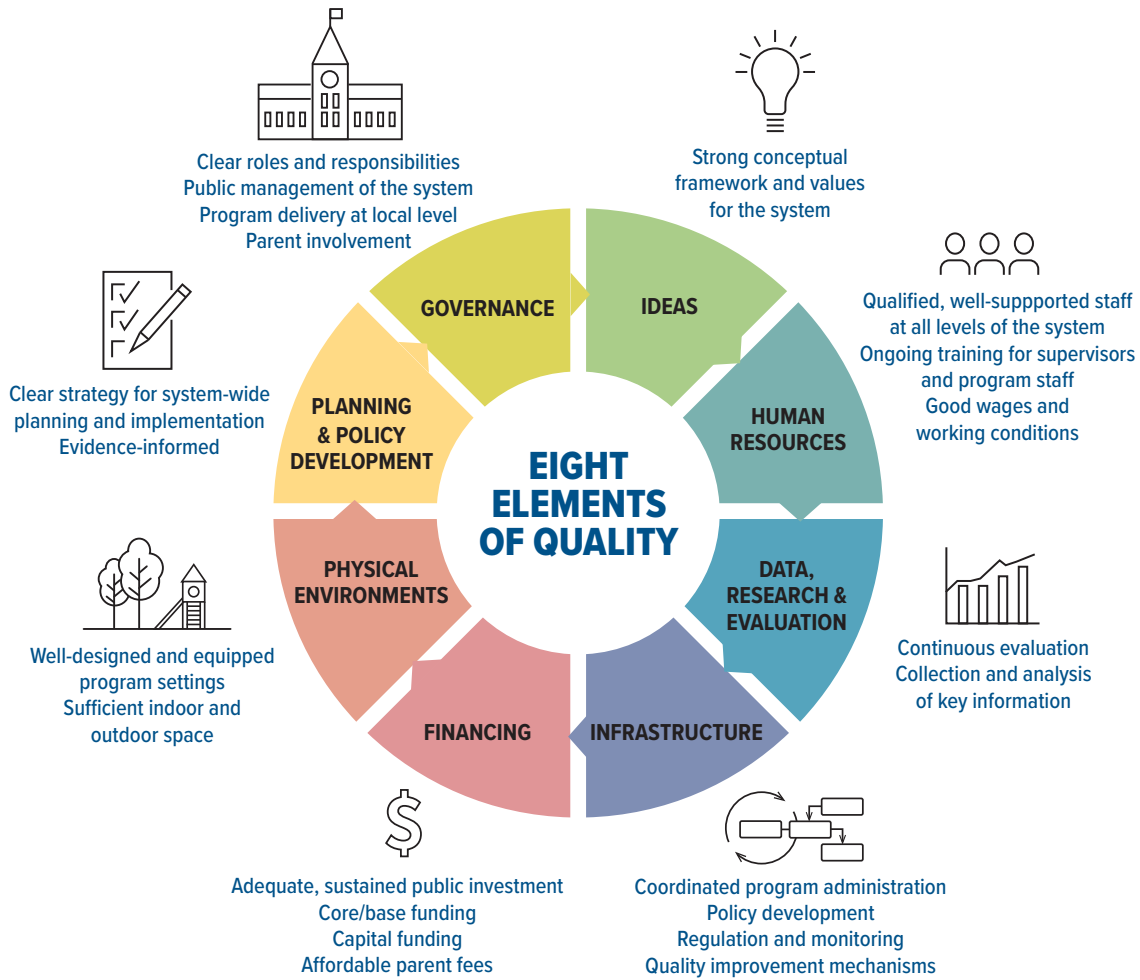 Clear roles and responsibilities
Public management of the system
Program delivery at local level
Parent involvement
Strong conceptual
framework and values
for the system
Qualified, well-suppported staff
at all levels of the system
Ongoing training for supervisors
and program staff
Good wages and
working conditions
Clear strategy for system-wide
planning and implementation
Evidence-informed
GOVERNANCE
IDEAS
PLANNING
& POLICY
DEVELOPMENT
HUMAN
RESOURCES
EIGHT
ELEMENTS
OF QUALITY
PHYSICAL
ENVIRONMENTS
DATA,
RESEARCH &
EVALUATION
FINANCING
INFRASTRUCTURE
Well-designed and equipped
program settings
Sufficient indoor and
outdoor space
Continuous evaluation
Collection and analysis
of key information
$
Adequate, sustained public investment
Core/base funding
Capital funding
Affordable parent fees
Coordinated program administration
Policy development
Regulation and monitoring
Quality improvement mechanisms